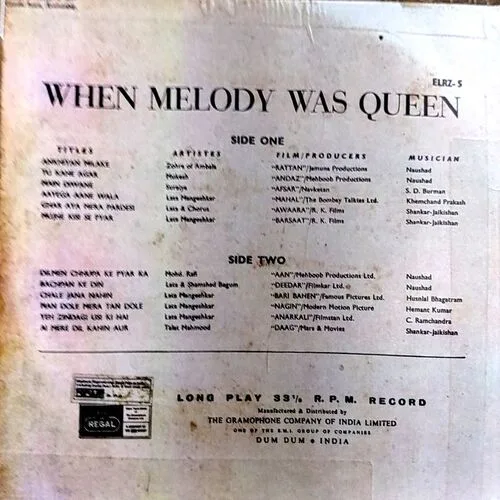 ELRZ-5
WHEN MELODY WAS QUEEN
SIDE ONE
TITLES ARTISTES FILM/PRODUCERS MUSICIAN
ANKHIYAN MILAKE Zohra of Ambala "RATTAN"/Jamuna Productions Naushad
TU KAHE AGAR Mukesh "ANDAZ"/Mehboob Productions Naushad
MAN DIWANE Suraiya "AFSAR"/Navketan S. D. Burman
AAYEGA AANE WALA Lata Mangeshkar "MAHAL"/The Bombay Talkies Ltd. Khemchand Prakash
GHAR AYA MERA PARDESI Lata & Chorus "AWAARA"/R. K. Films Shankar-Jaikishan
MUJHE KISI SE PYAR Lata Mangeshkar "BARSAAT"/R. K. Films Shankar-Jaikishan
SIDE TWO
DILMEN CHHUPA KE PYAR KA Mohd. Rafi "AAN"/Mehboob Productions Ltd. Naushad
BACHPAN KE DIN Lata & Shamshad Begum "DEEDAR"/Filmkar Ltd. Naushad
CHALE JANA NAHIN Lata Mangeshkar "BARI BAHEN"/Famous Pictures Ltd. Husnlal Bhagatram
MAN DOLE MERA TAN DOLE Lata Mangeshkar "NAGIN"/Modern Motion Picture Hemant Kumar
YEH ZINDAGI USI KI HAI Lata Mangeshkar "ANARKALI"/Filmstan Ltd. C. Ramchandra
AI MERE DIL KAHIN AUR Talat Mahmood "DAAG"/Mars & Movies Shankar-Jaikishan
LONG PLAY 33⅓ R.P.M. RECORD
Manufactured & Distributed by
THE GRAMOPHONE COMPANY OF INDIA LIMITED
ONE OF THE E.M.I. GROUP OF COMPANIES
DUM DUM • INDIA
REGAL